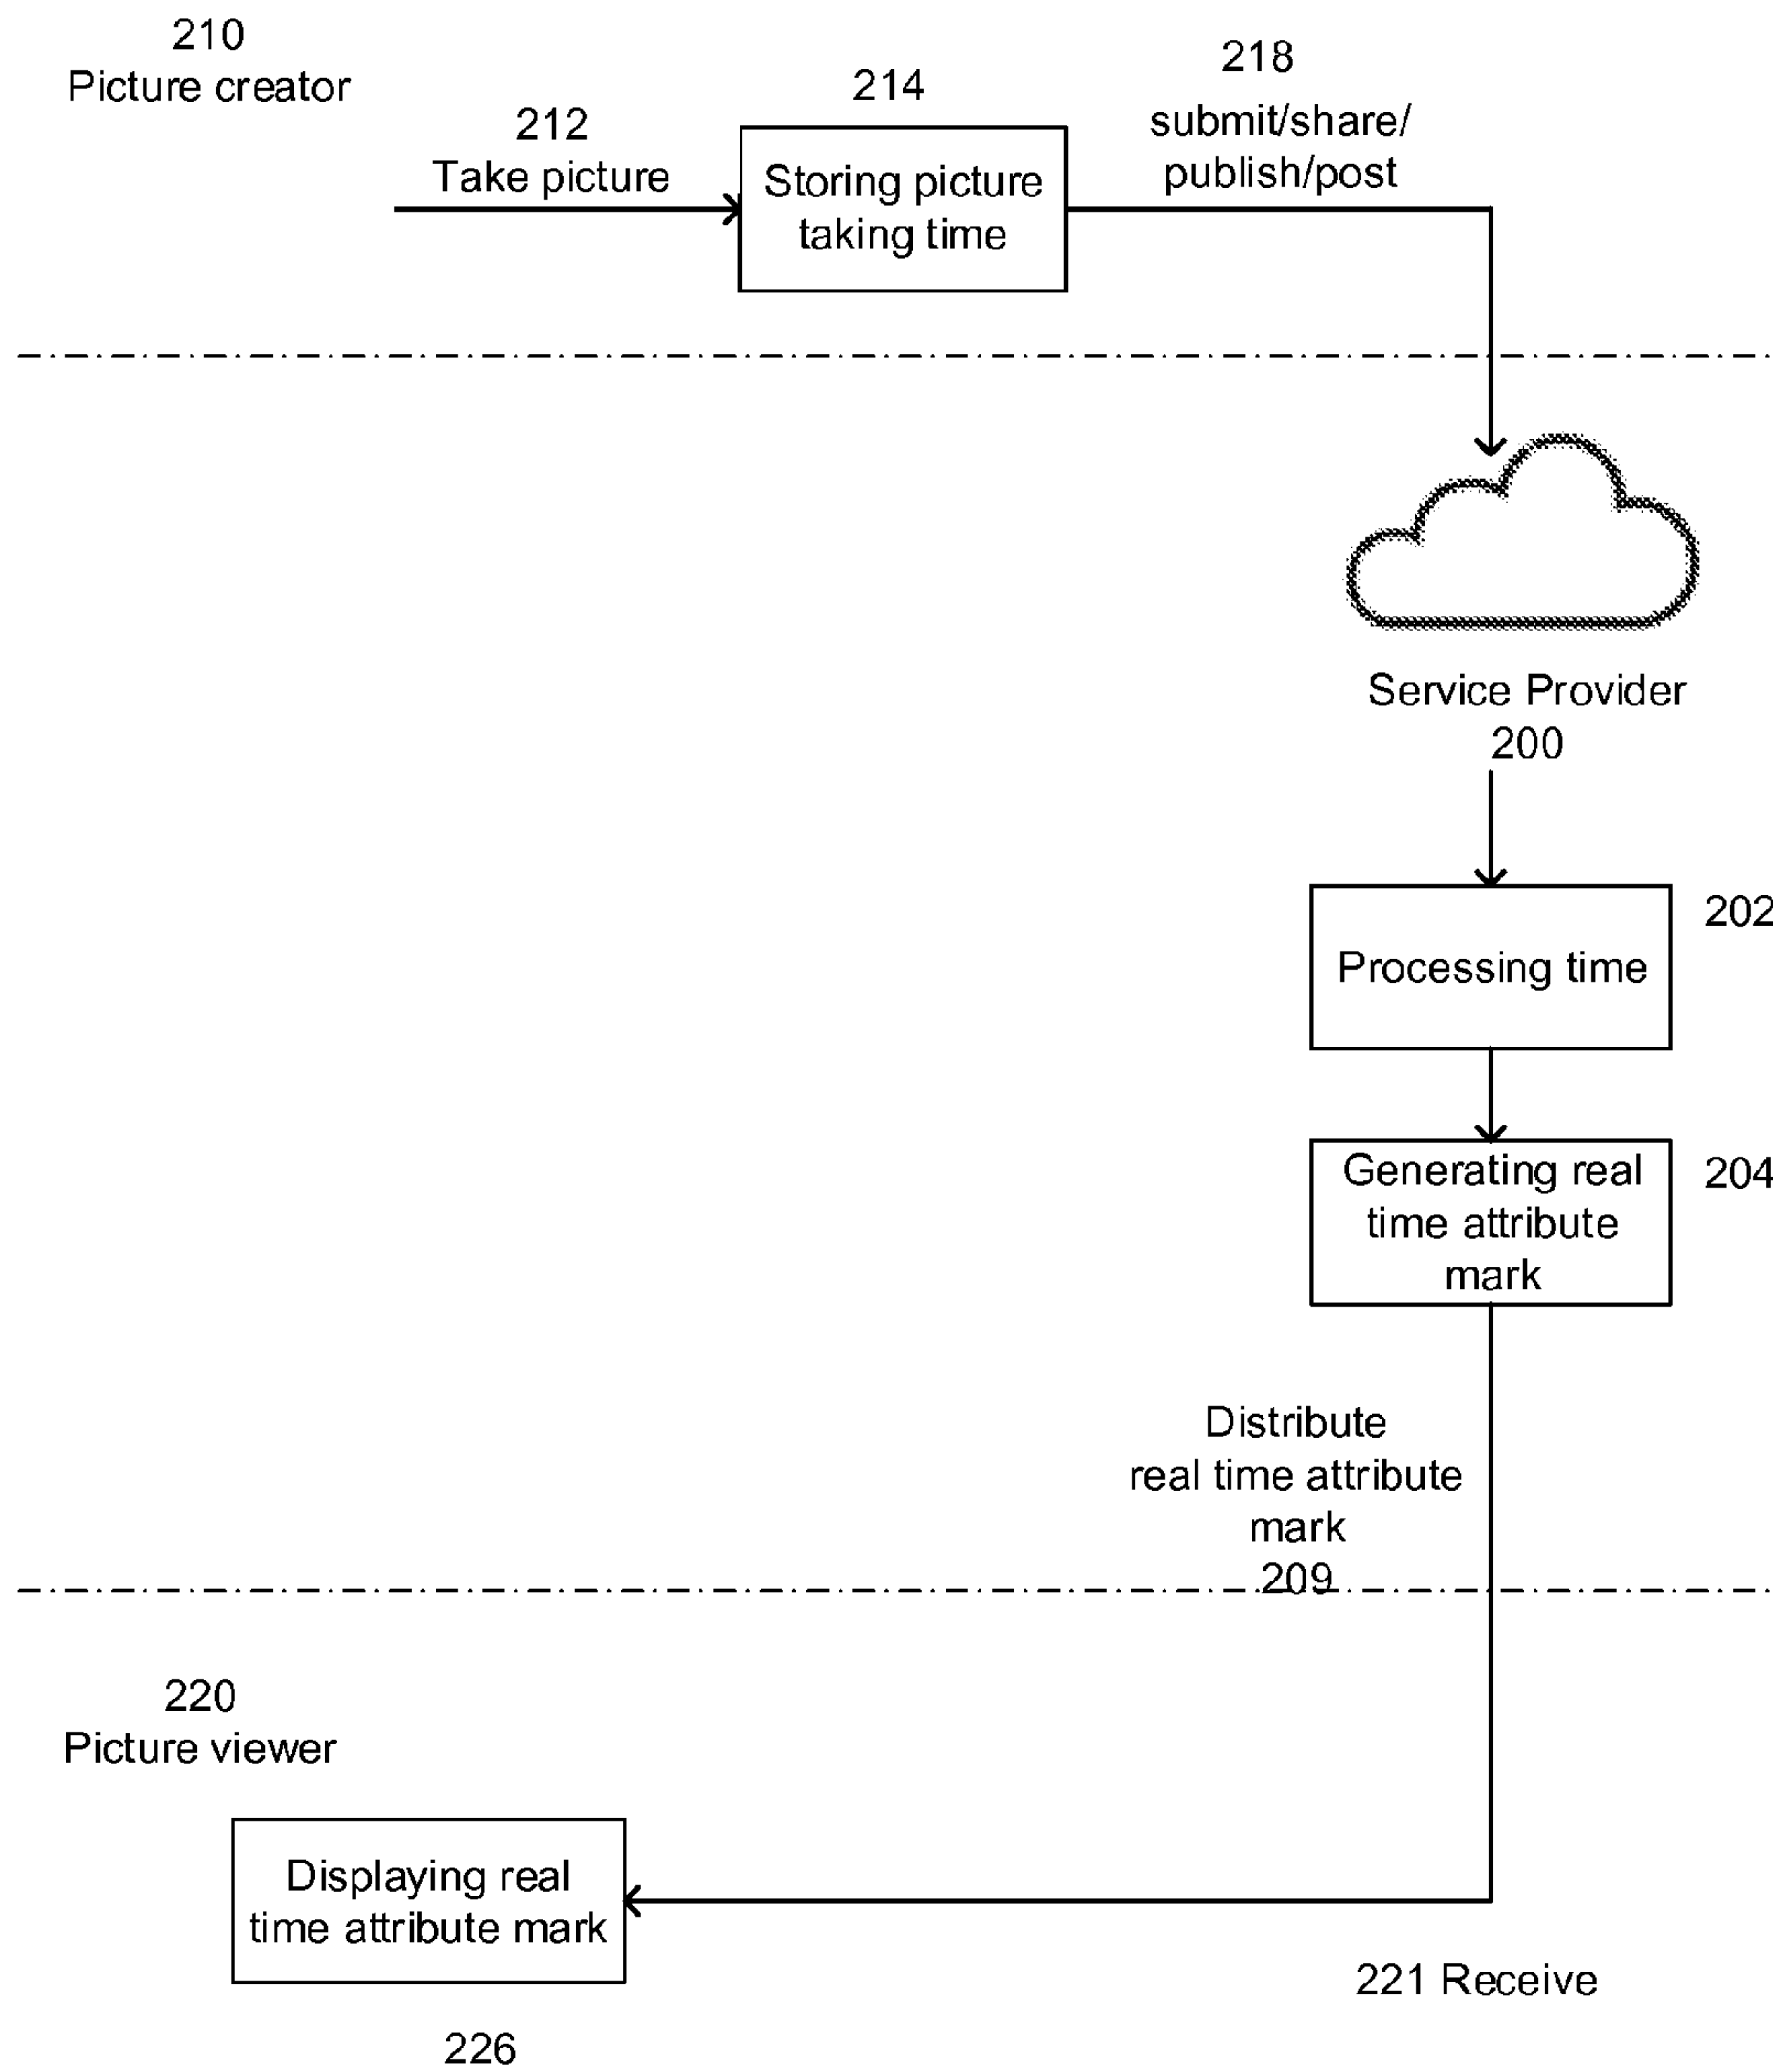 210
Picture creator
212
Take picture
214
Storing picture
taking time
218
submit/share/
publish/post
Service Provider
200
202
Processing time
204
Generating real
time attribute
mark
Distribute
real time attribute
mark
209
220
Picture viewer
Displaying real
time attribute mark
226
221 Receive